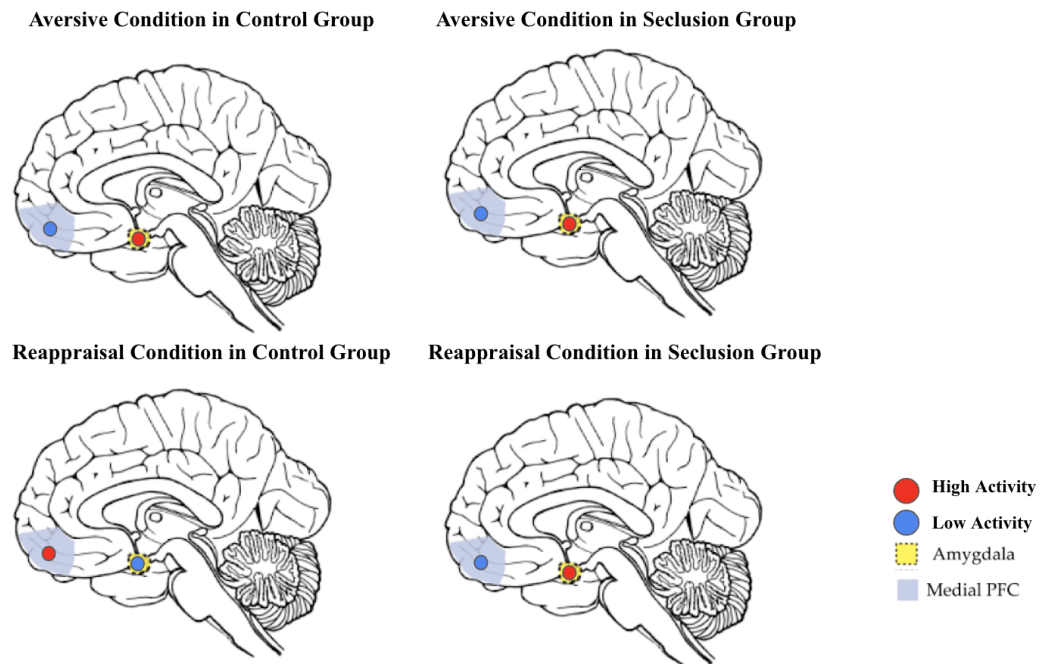 Aversive Condition in Control Group
Aversive Condition in Seclusion Group
Reappraisal Condition in Control Group
Reappraisal Condition in Seclusion Group
High Activity
Low Activity
Amygdala
Medial PFC